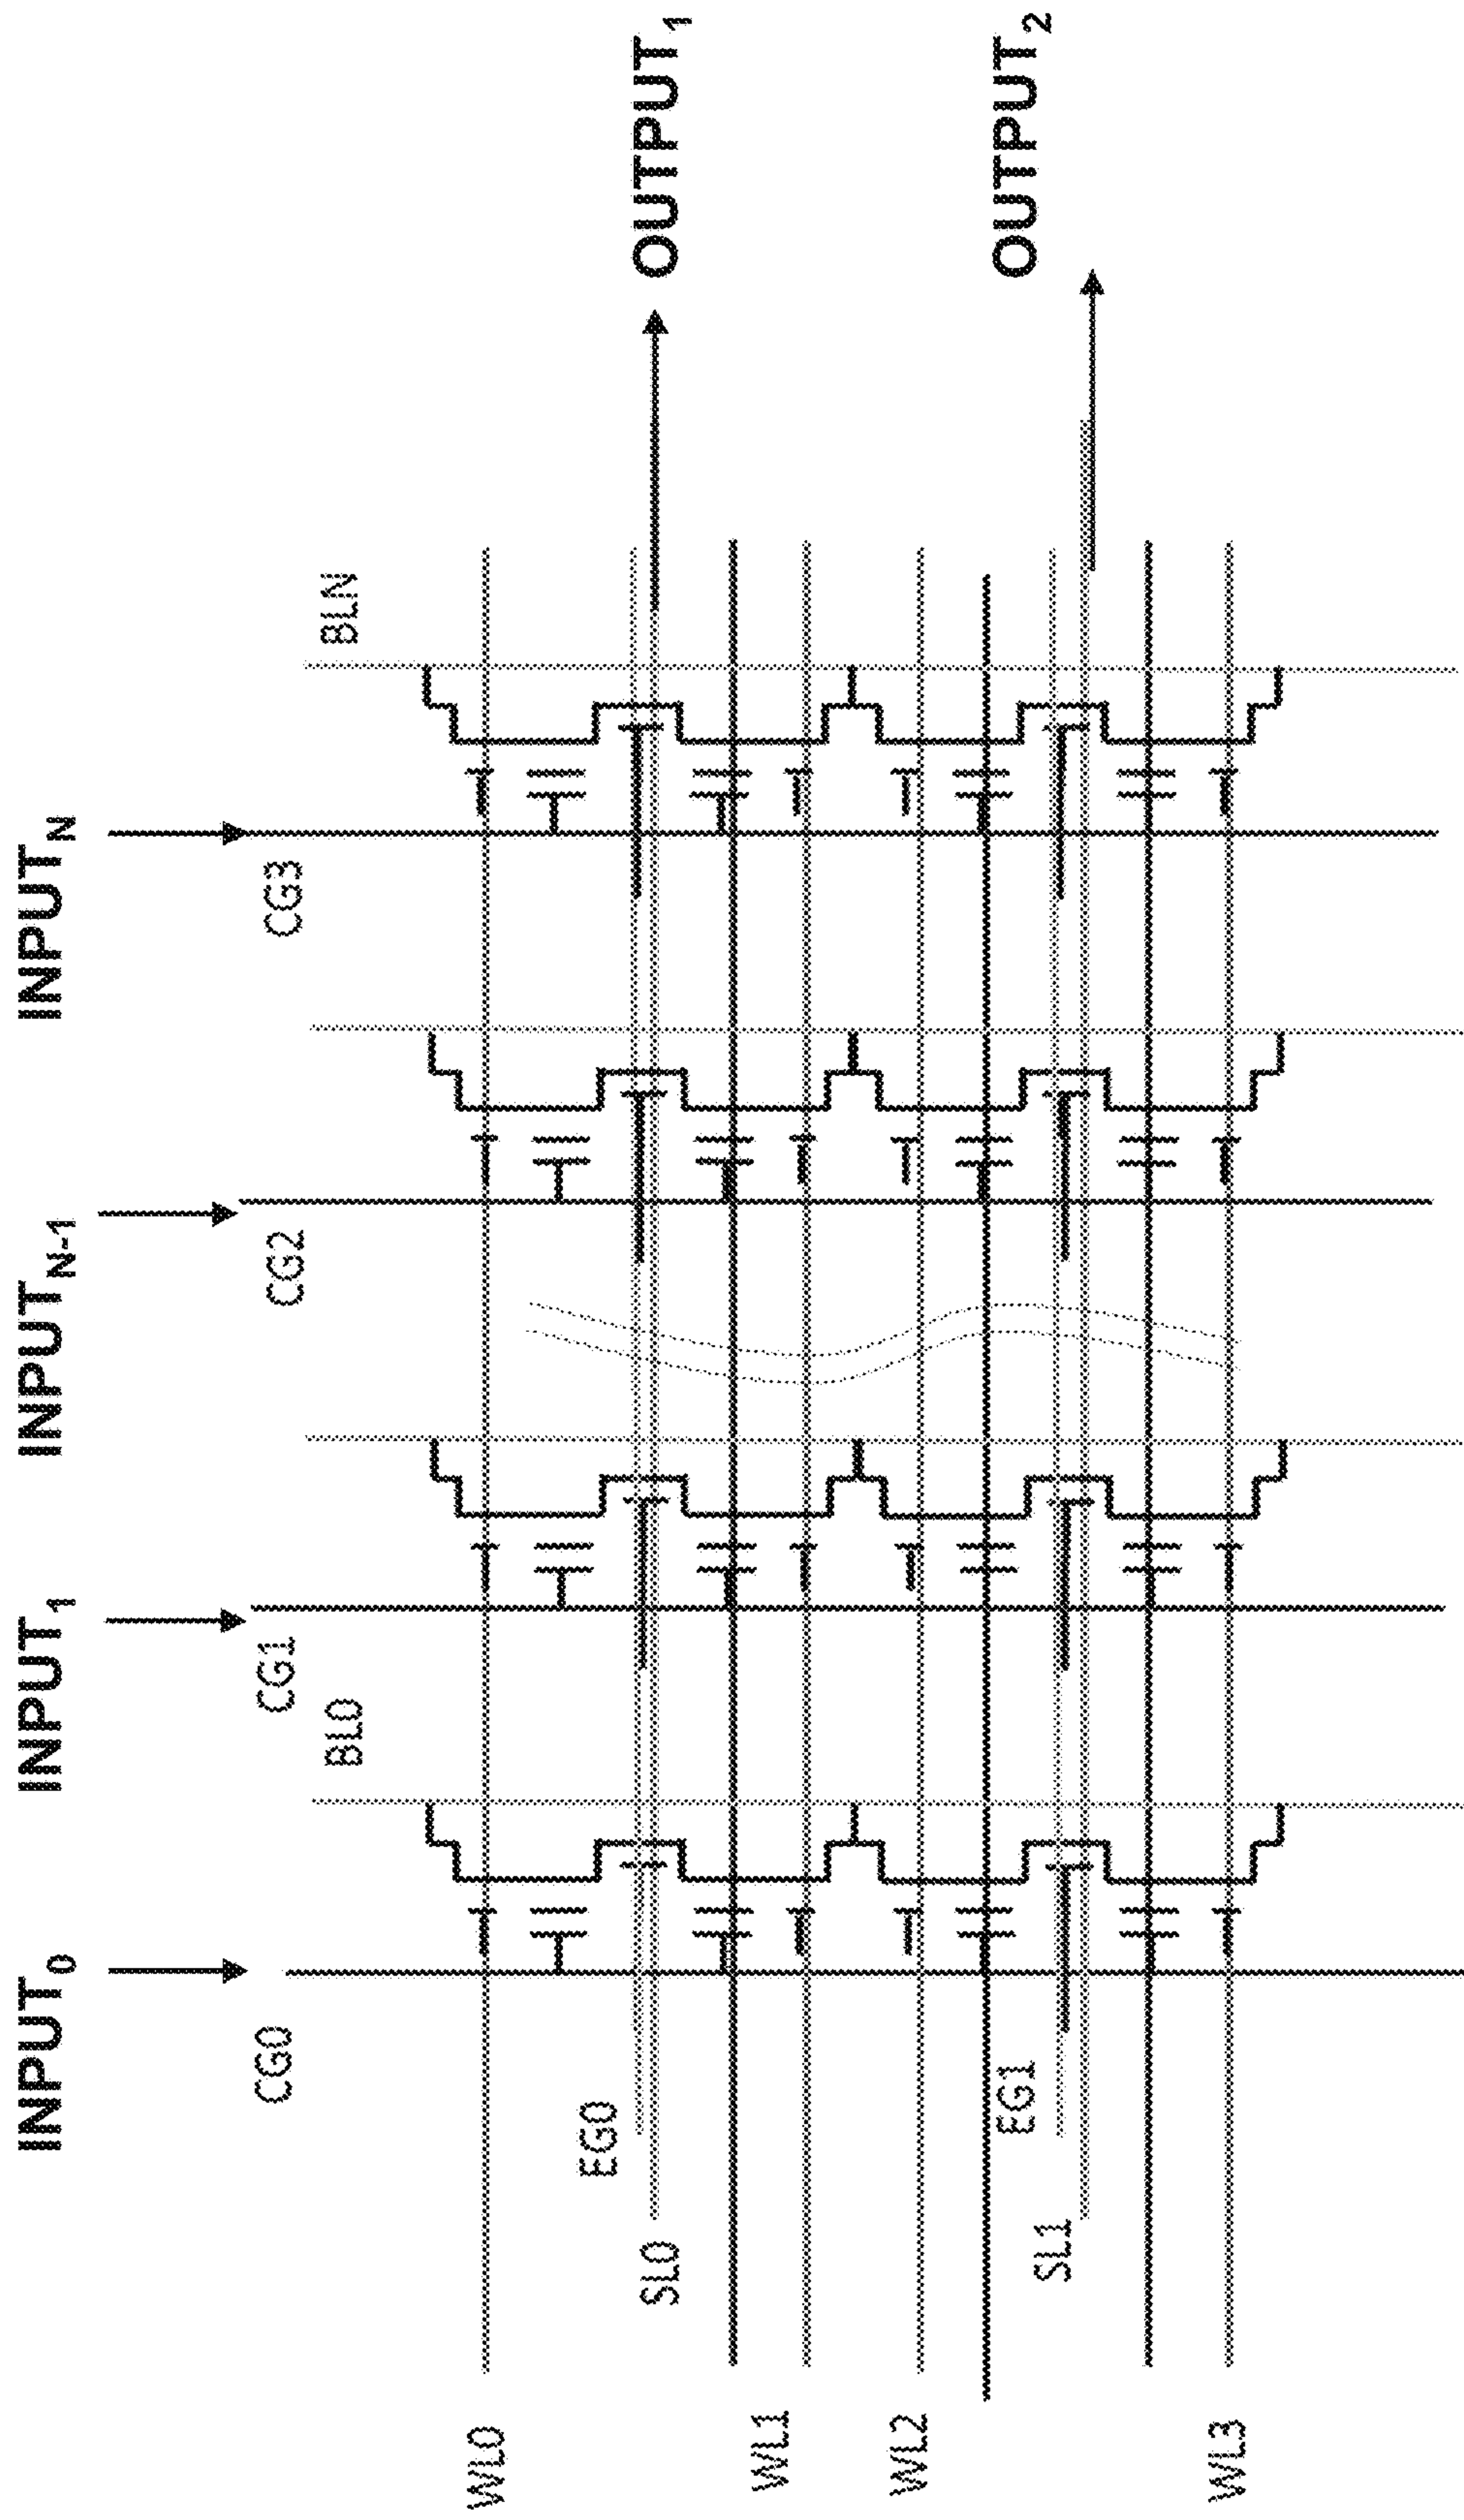 INPUT0
INPUT1
INPUTN-1
INPUTN
CG0
CG1
CG2
CG3
BL0
BLN
WL0
EG0
SL0
OUTPUT1
WL1
WL2
EG1
SL1
OUTPUT2
WL3